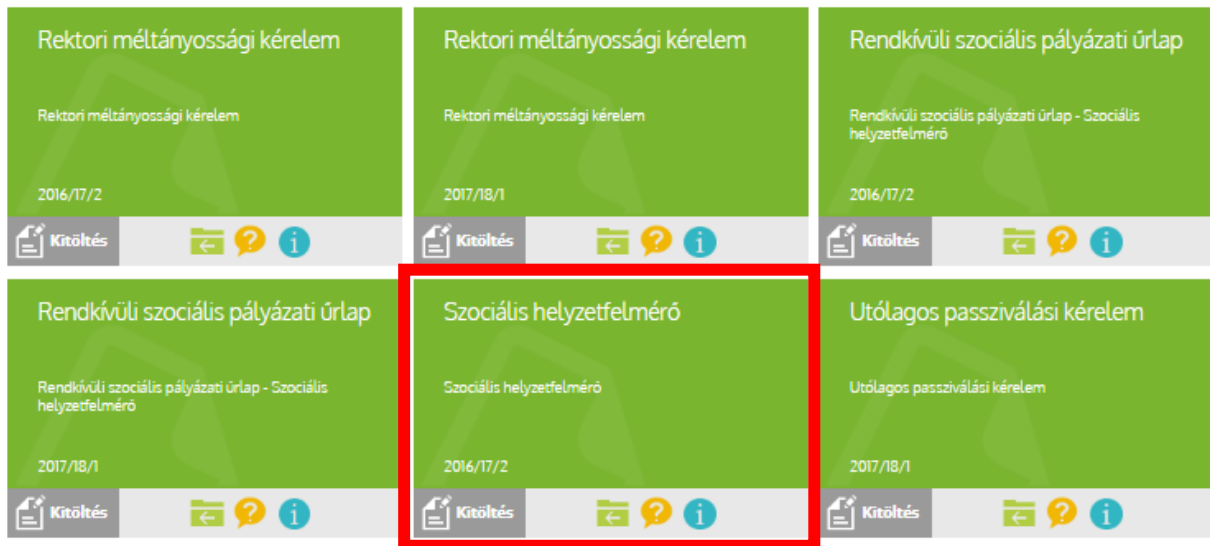 Rektori méltányossági kérelem
Rektori méltányossági kérelem
2016/17/2
Kitöltés
Rektori méltányossági kérelem
Rektori méltányossági kérelem
2017/18/1
Kitöltés
Rendkívüli szociális pályázati űrlap
Rendkívüli szociális pályázati űrlap - Szociális
helyzetfelmérő
2016/17/2
Kitöltés
Rendkívüli szociális pályázati űrlap
Rendkívüli szociális pályázati űrlap - Szociális
helyzetfelmérő
2017/18/1
Kitöltés
Szociális helyzetfelmérő
Szociális helyzetfelmérő
2016/17/2
Kitöltés
Utólagos passziválási kérelem
Utólagos passziválási kérelem
2017/18/1
Kitöltés